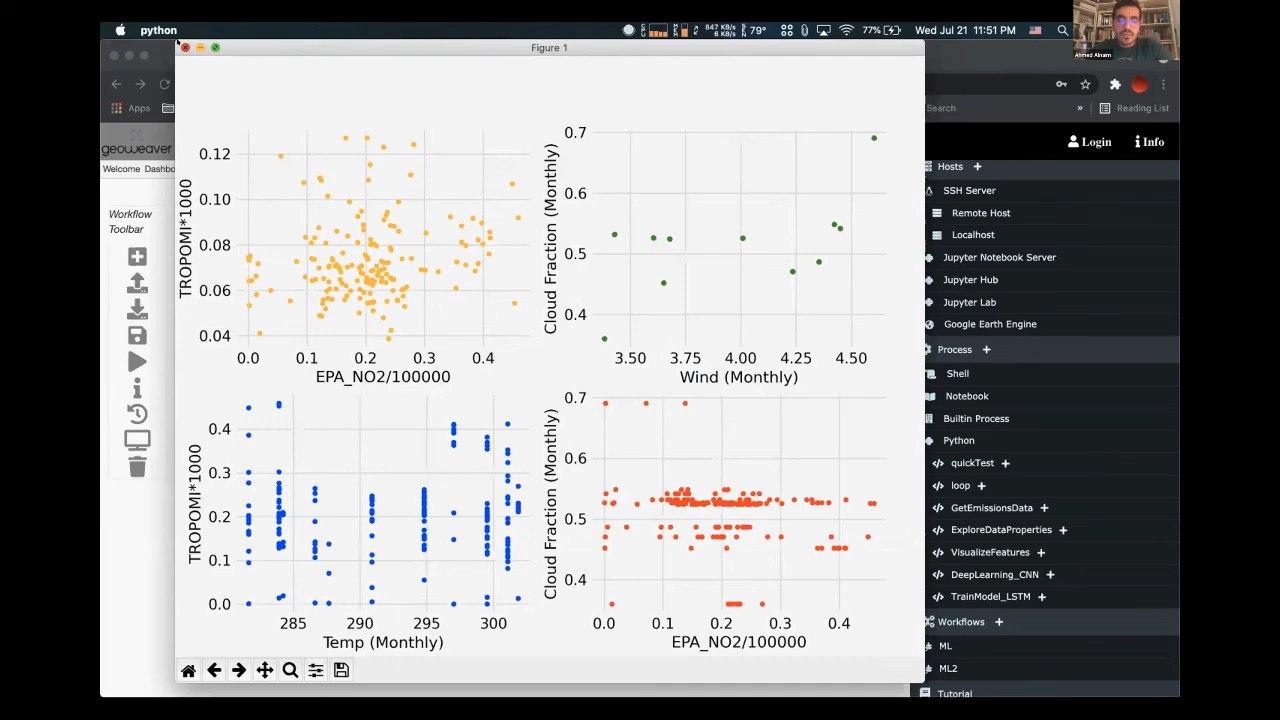 python
847 KB/s
6 KB/s
79°
77%
Wed Jul 21 11:51 PM
Ahmed Alnaim
Figure 1
Apps
Search
»
Reading List
geoweaver
Login
Info
Welcome Dashbo
Workflow
Toolbar
0.12
0.10
0.08
0.06
0.04
TROPOMI*1000
0.0 0.1 0.2 0.3 0.4
EPA_NO2/100000
0.7
0.6
0.5
0.4
Cloud Fraction (Monthly)
3.50 3.75 4.00 4.25 4.50
Wind (Monthly)
0.4
0.3
0.2
0.1
0.0
TROPOMI*1000
285 290 295 300
Temp (Monthly)
0.7
0.6
0.5
0.4
Cloud Fraction (Monthly)
0.0 0.1 0.2 0.3 0.4
EPA_NO2/100000
Hosts +
SSH Server
Remote Host
Localhost
Jupyter Notebook Server
Jupyter Hub
Jupyter Lab
Google Earth Engine
Process +
Shell
Notebook
Builtin Process
Python
quickTest +
loop +
GetEmissionsData +
ExploreDataProperties +
VisualizeFeatures +
DeepLearning_CNN +
TrainModel_LSTM +
Workflows +
ML
ML2
Tutorial